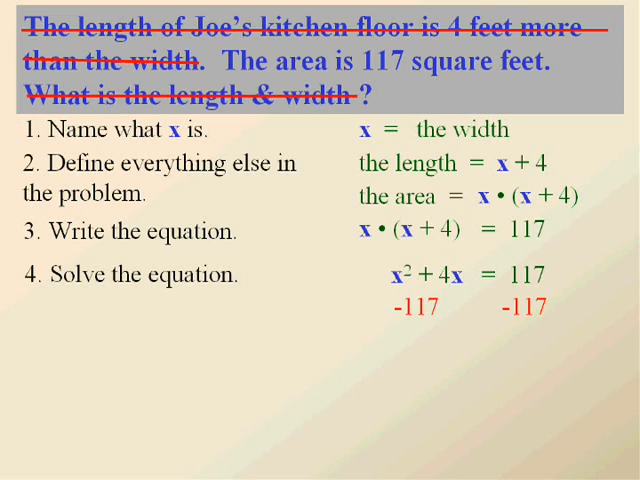 The length of Joe's kitchen floor is 4 feet more
than the width. The area is 117 square feet.
What is the length & width ?
1. Name what x is.
x = the width
2. Define everything else in
the problem.
the length = x + 4
the area = x • (x + 4)
3. Write the equation.
x • (x + 4) = 117
4. Solve the equation.
x² + 4x = 117
-117 -117